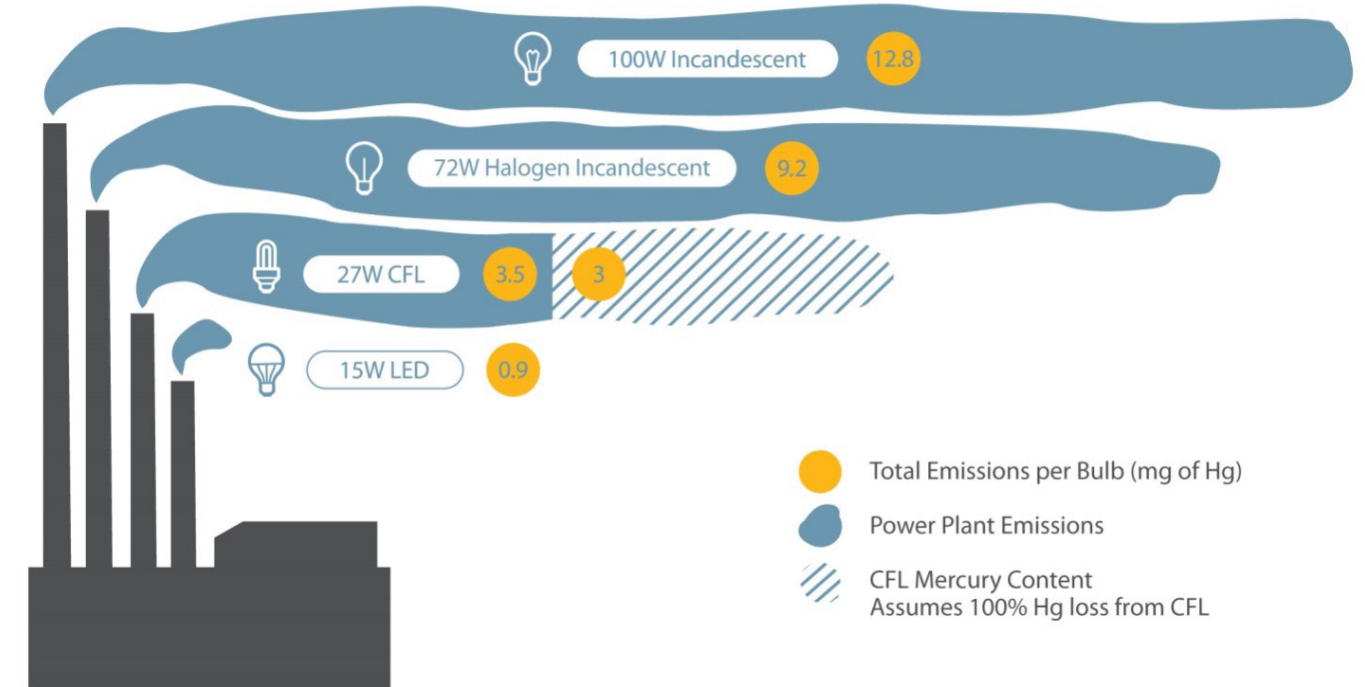 100W Incandescent 12.8
72W Halogen Incandescent 9.2
27W CFL 3.5 3
15W LED 0.9
Total Emissions per Bulb (mg of Hg)
Power Plant Emissions
CFL Mercury Content
Assumes 100% Hg loss from CFL